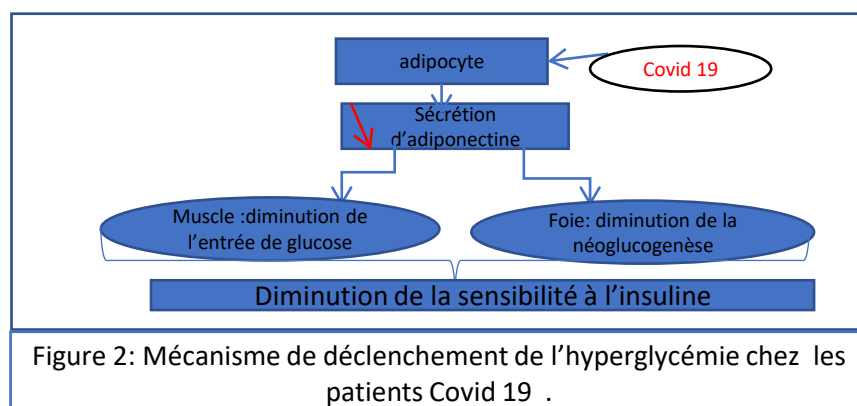 adipocyte
Covid 19
Sécrétion
d'adiponectine
Muscle :diminution de
l'entrée de glucose
Foie: diminution de la
néoglucogenèse
Diminution de la sensibilité à l'insuline
Figure 2: Mécanisme de déclenchement de l'hyperglycémie chez les
patients Covid 19 .